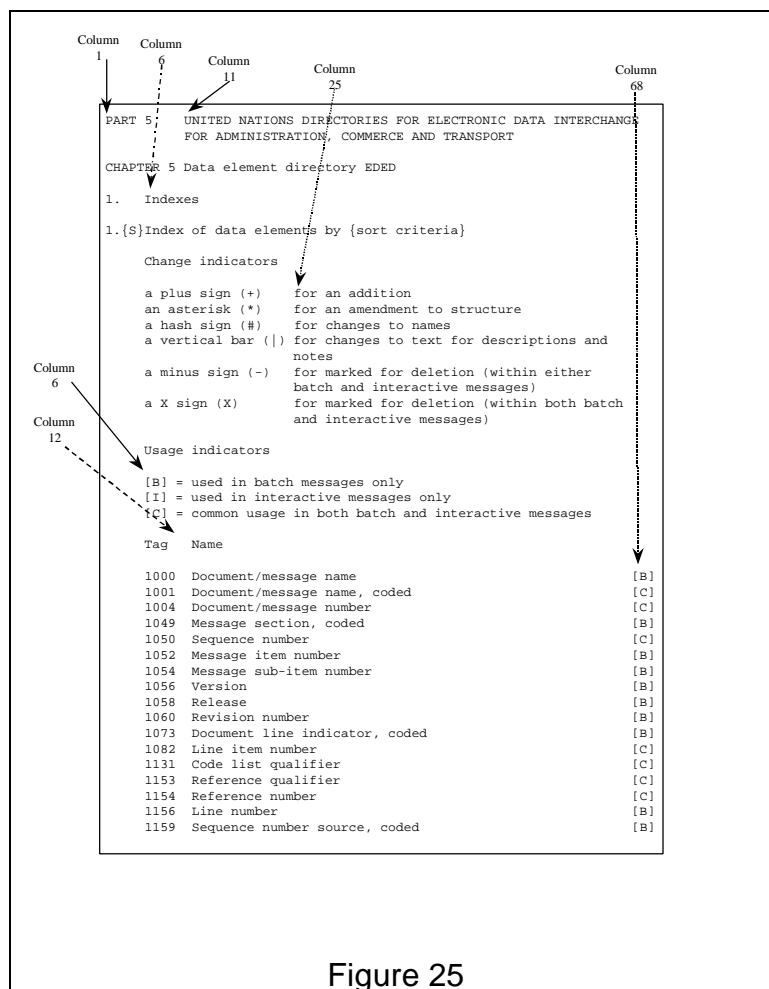 Column
1
Column
6
Column
11
Column
25
Column
68
PART 5 UNITED NATIONS DIRECTORIES FOR ELECTRONIC DATA INTERCHANGE
FOR ADMINISTRATION, COMMERCE AND TRANSPORT
CHAPTER 5 Data element directory EDED
1. Indexes
1.{S}Index of data elements by {sort criteria}
Change indicators
a plus sign (+) for an addition
an asterisk (*) for an amendment to structure
a hash sign (#) for changes to names
a vertical bar (|) for changes to text for descriptions and
notes
Column
6
a minus sign (-) for marked for deletion (within either
batch and interactive messages)
a X sign (X) for marked for deletion (within both batch
and interactive messages)
Column
12
Usage indicators
[B] = used in batch messages only
[I] = used in interactive messages only
[C] = common usage in both batch and interactive messages
Tag Name
1000 Document/message name [B]
1001 Document/message name, coded [C]
1004 Document/message number [C]
1049 Message section, coded [B]
1050 Sequence number [C]
1052 Message item number [B]
1054 Message sub-item number [B]
1056 Version [B]
1058 Release [B]
1060 Revision number [B]
1073 Document line indicator, coded [B]
1082 Line item number [C]
1131 Code list qualifier [C]
1153 Reference qualifier [C]
1154 Reference number [C]
1156 Line number [B]
1159 Sequence number source, coded [B]
Figure 25